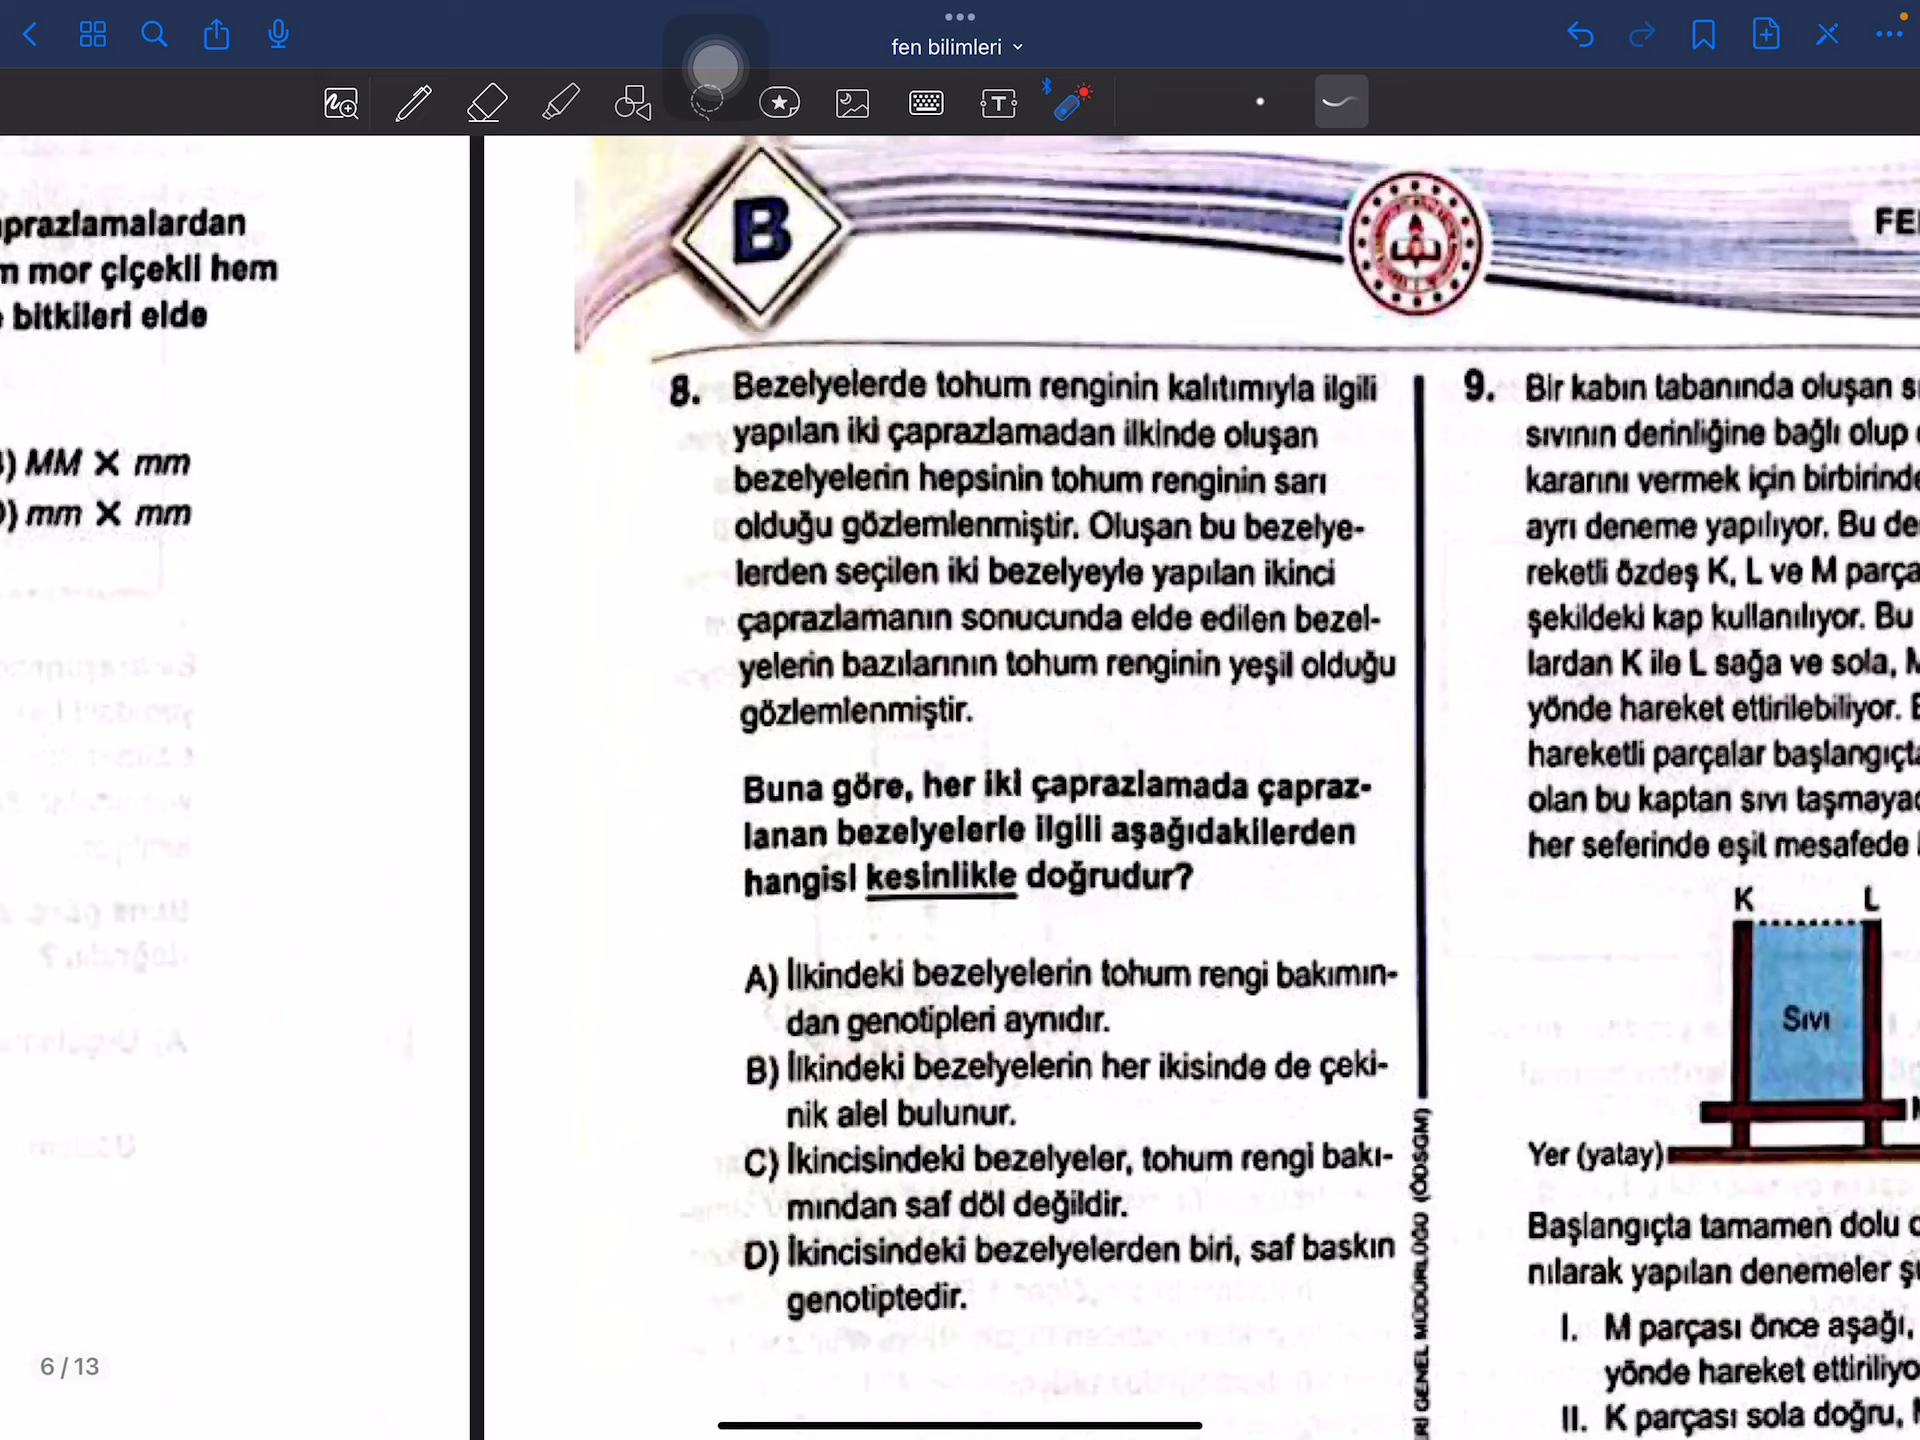 fen bilimleri
T
çaprazlamalardan
mor çiçekli hem
bitkileri elde
MM X mm
mm X mm
6 / 13
B
FE
8. Bezelyelerde tohum renginin kalıtımıyla ilgili
yapılan iki çaprazlamadan ilkinde oluşan
bezelyelerin hepsinin tohum renginin sarı
olduğu gözlemlenmiştir. Oluşan bu bezelye-
lerden seçilen iki bezelyeyle yapılan ikinci
çaprazlamanın sonucunda elde edilen bezel-
yelerin bazılarının tohum renginin yeşil olduğu
gözlemlenmiştir.
Buna göre, her iki çaprazlamada çapraz-
lanan bezelyelerle ilgili aşağıdakilerden
hangisi kesinlikle doğrudur?
A) İlkindeki bezelyelerin tohum rengi bakımın-
dan genotipleri aynıdır.
B) İlkindeki bezelyelerin her ikisinde de çeki-
nik alel bulunur.
C) İkincisindeki bezelyeler, tohum rengi bakı-
mından saf döl değildir.
D) İkincisindeki bezelyelerden biri, saf baskın
genotiptedir.
GENEL MÜDÜRLÜĞÜ (ÖDSGM)
9. Bir kabın tabanında oluşan
sıvının derinliğine bağlı olup
kararını vermek için
ayrı deneme yapılıyor. Bu
reketli özdeş K, L ve M
şekildeki kap kullanılıyor. Bu
lardan K ile L sağa ve sola,
yönde hareket ettirilebiliyor.
hareketli parçalar
olan bu kaptan sıvı
her seferinde eşit mesafede
K L
Sıvı
Yer (yatay)
Başlangıçta tamamen dolu
nılarak yapılan denemeler
I. M parçası önce aşağı,
yönde hareket
II. K parçası sola doğru,